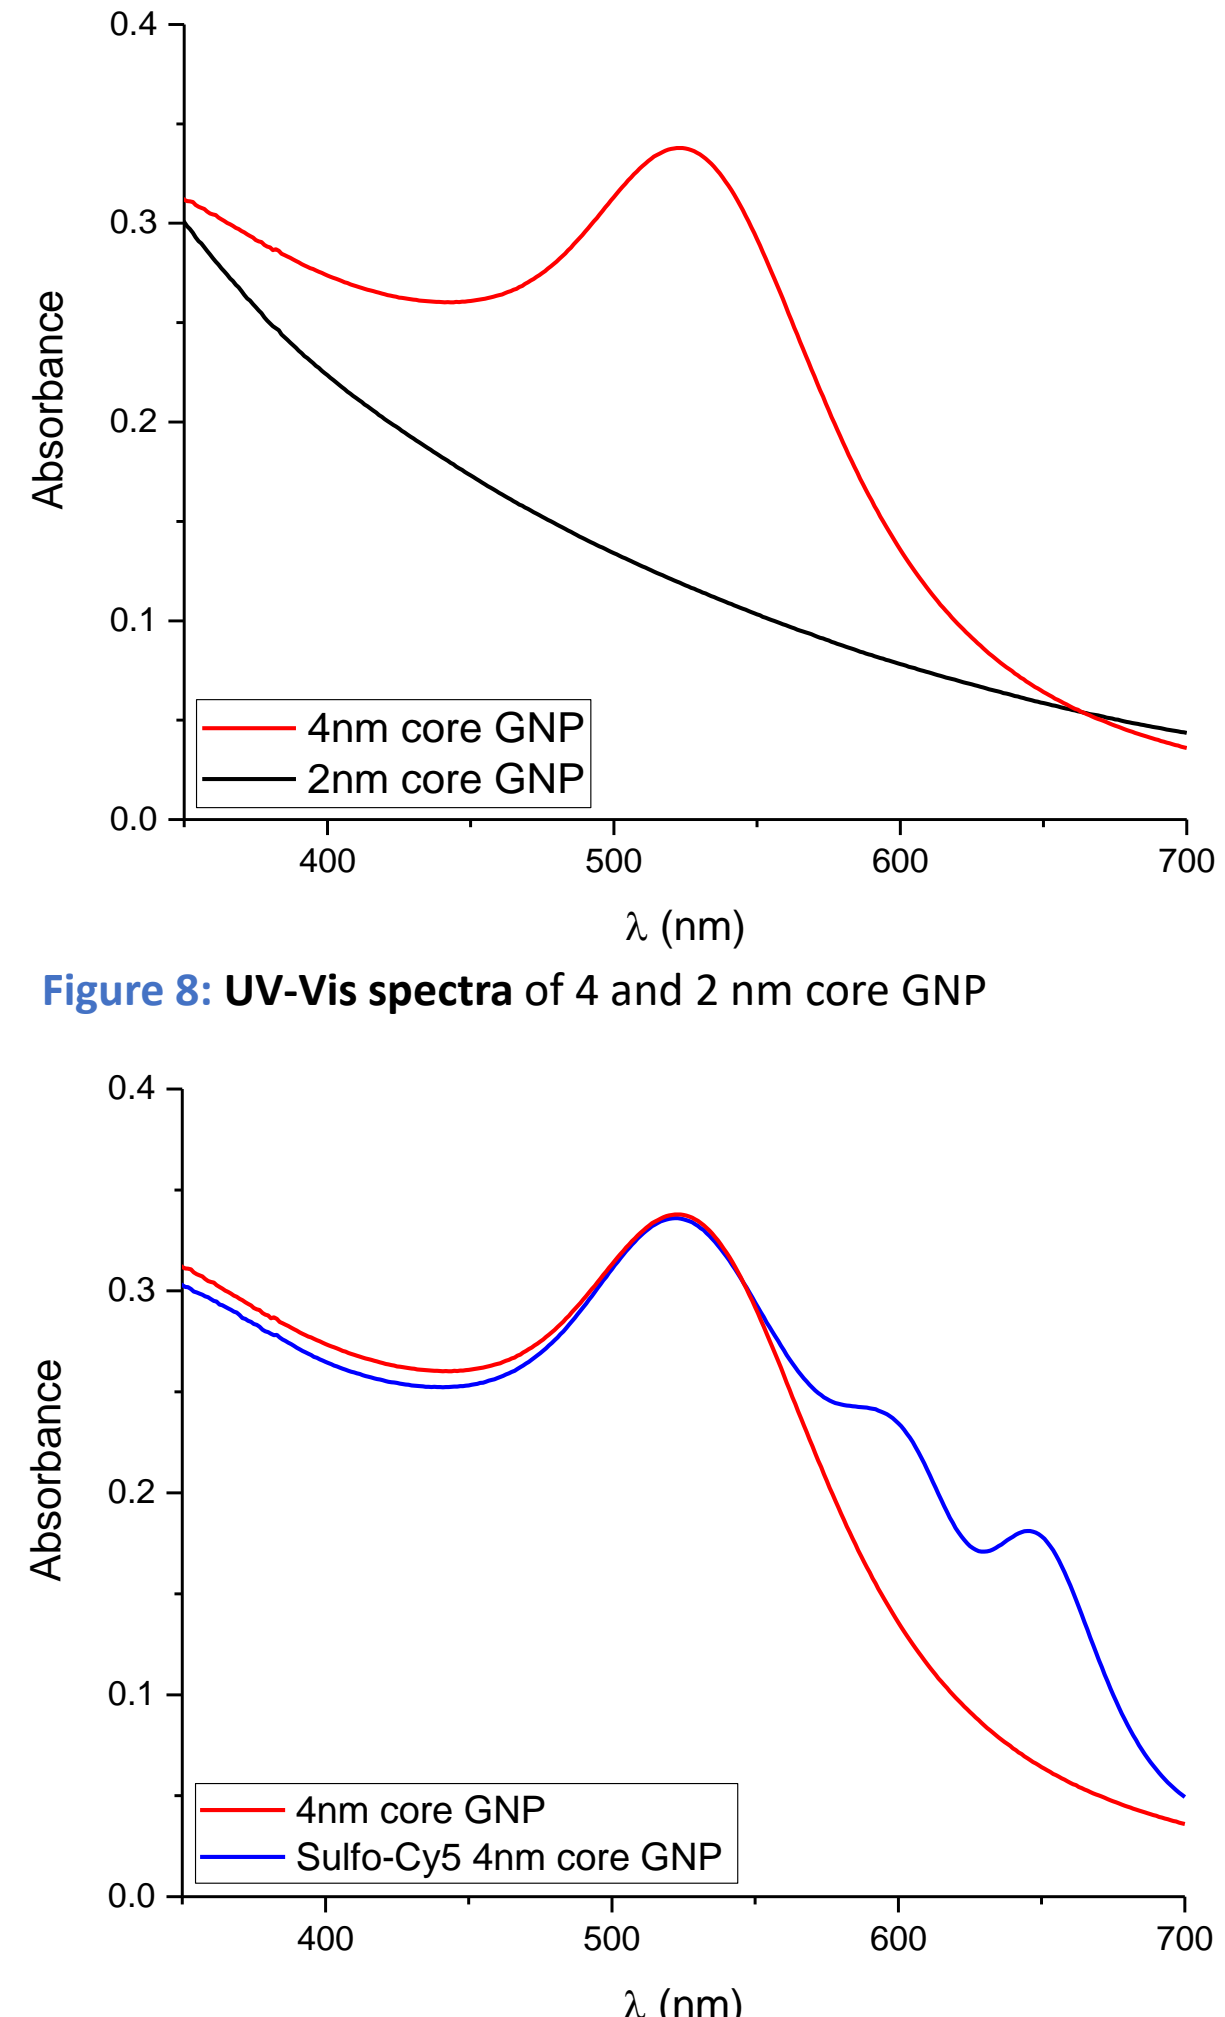 0.4
0.3
0.2
0.1
0.0
Absorbance
4nm core GNP
2nm core GNP
400 500 600 700
λ (nm)
Figure 8: UV-Vis spectra of 4 and 2 nm core GNP
0.4
0.3
0.2
0.1
0.0
Absorbance
4nm core GNP
Sulfo-Cy5 4nm core GNP
400 500 600 700
λ (nm)